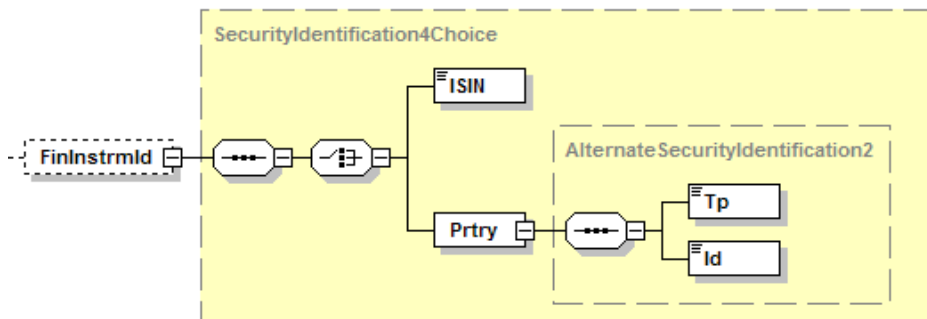 SecurityIdentification4Choice
ISIN
FinInstrmId
AlternateSecurityIdentification2
Tp
Prtry
Id